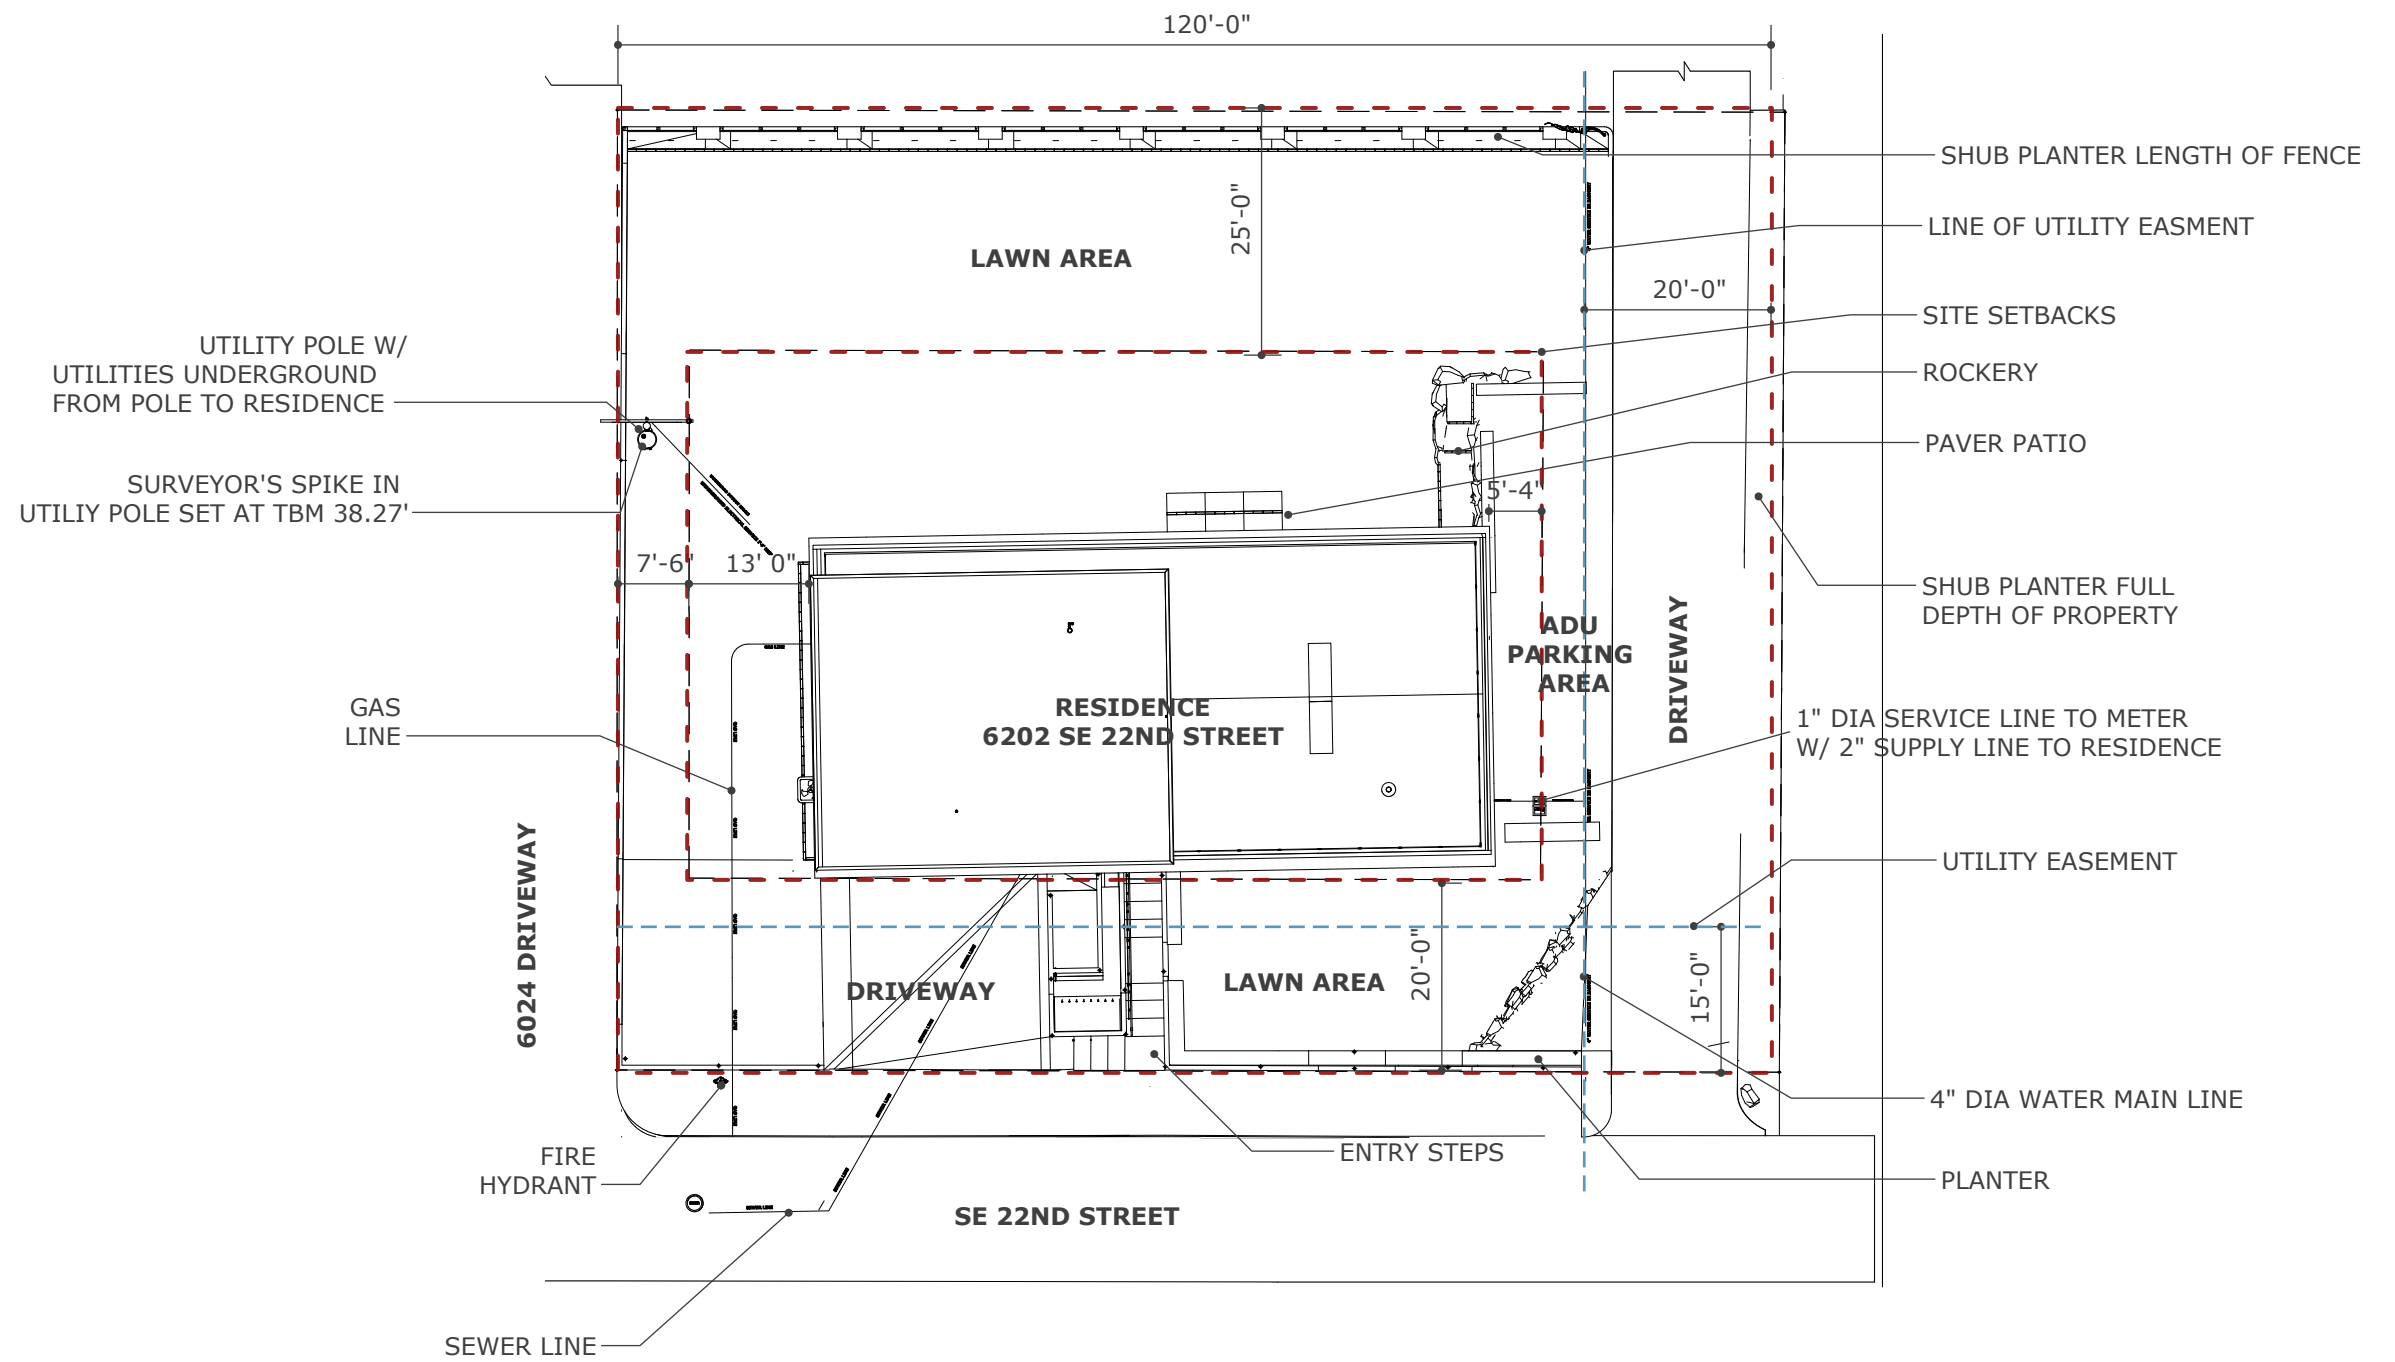 120'-0"
SHUB PLANTER LENGTH OF FENCE
LINE OF UTILITY EASMENT
25'-0"
LAWN AREA
20'-0"
SITE SETBACKS
UTILITY POLE W/
UTILITIES UNDERGROUND
FROM POLE TO RESIDENCE
ROCKERY
PAVER PATIO
SURVEYOR'S SPIKE IN
UTILIY POLE SET AT TBM 38.27'
5'-4"
7'-6"
13' 0"
SHUB PLANTER FULL
DEPTH OF PROPERTY
ADU
PARKING
AREA
DRIVEWAY
GAS
LINE
RESIDENCE
6202 SE 22ND STREET
1" DIA SERVICE LINE TO METER
W/ 2" SUPPLY LINE TO RESIDENCE
UTILITY EASEMENT
6024 DRIVEWAY
DRIVEWAY
LAWN AREA
20'-0"
15'-0"
4" DIA WATER MAIN LINE
FIRE
HYDRANT
ENTRY STEPS
PLANTER
SE 22ND STREET
SEWER LINE